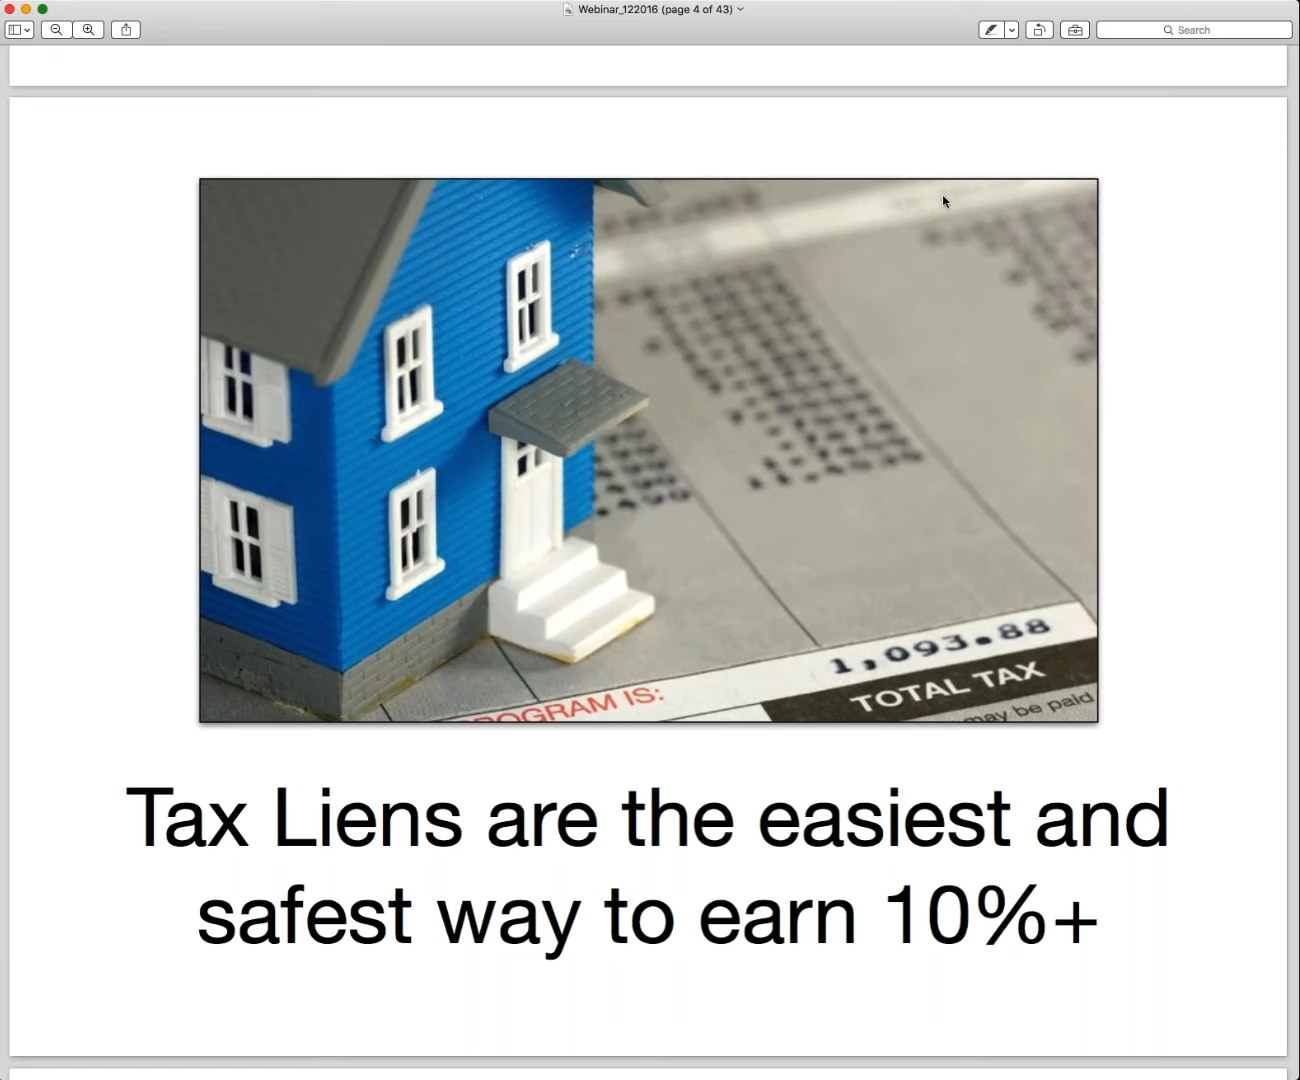 Webinar_122016 (page 4 of 43)
Search
1,093.88
PROGRAM IS:
TOTAL TAX
may be paid
Tax Liens are the easiest and
safest way to earn 10%+